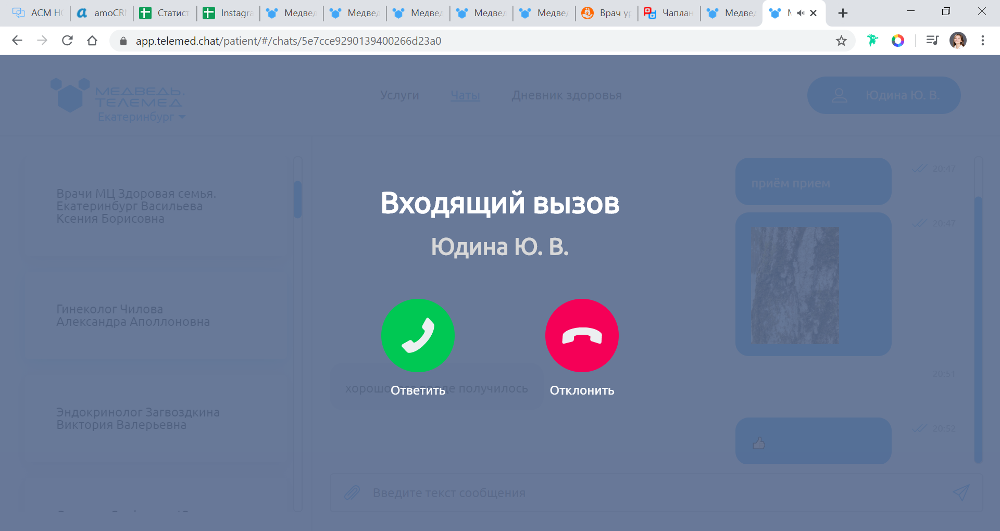 АСМ НС
amoCR
Статист
Instagra
Медвед
Медвед
Медвед
Медвед
Медвед
Врач ур
Чаплан
Медвед
app.telemed.chat/patient/#/chats/5e7cce9290139400266d23a0
МЕДВЕДЬ.
ТЕЛЕМЕД
Екатеринбург
Услуги
Чаты
Дневник здоровья
Юдина Ю. В.
Врачи МЦ Здоровая семья.
Екатеринбург Васильева
Ксения Борисовна
Гинеколог Чилова
Александра Аполлоновна
Эндокринолог Загвоздкина
Виктория Валерьевна
приём прием
20:47
20:47
Входящий вызов
Юдина Ю. В.
Ответить
Отклонить
20:51
получилось
20:52
Введите текст сообщения